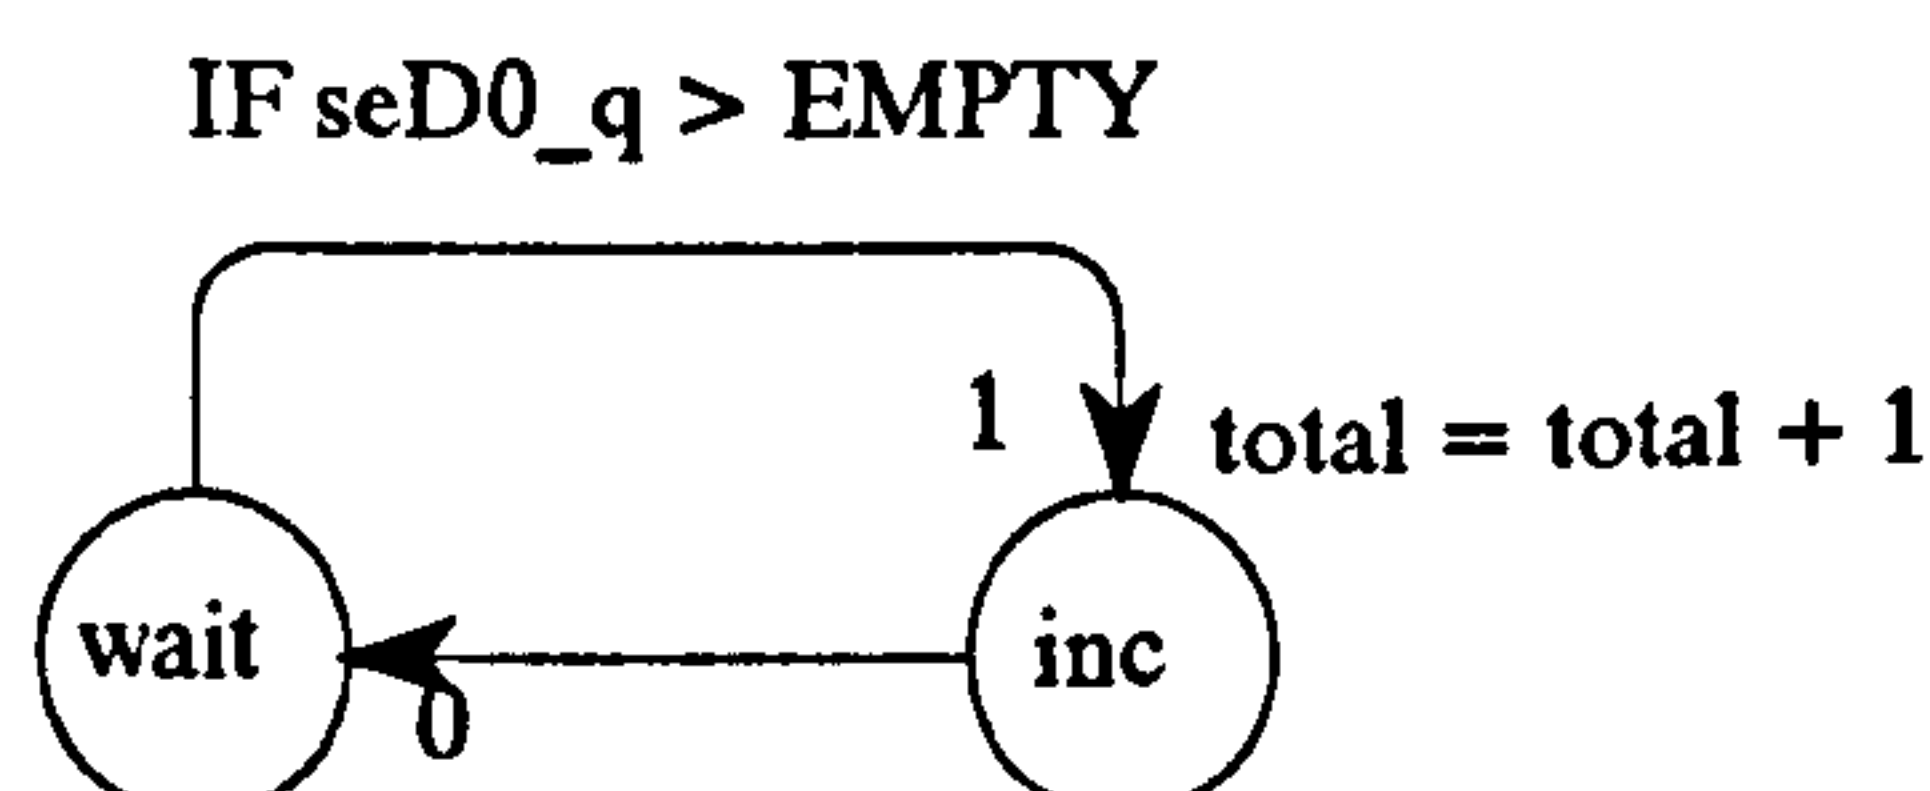 IF seD0_q > EMPTY
1
total = total + 1
wait
inc
0